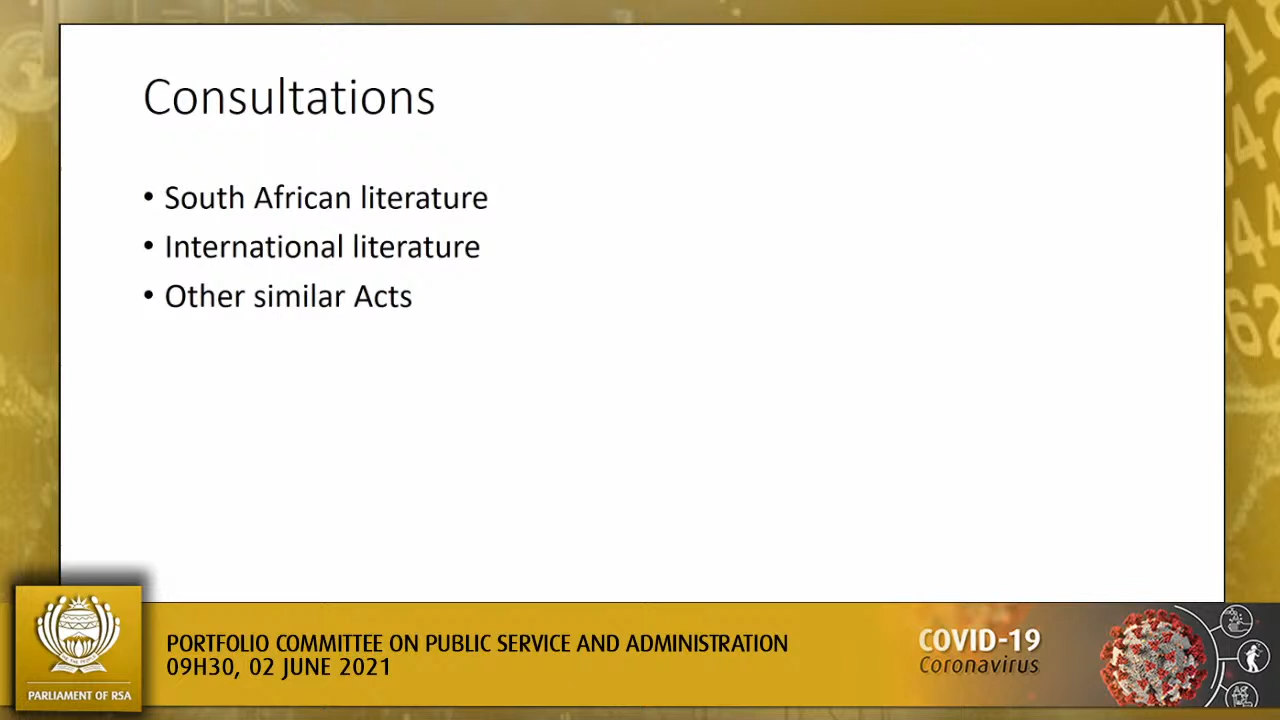 Consultations
• South African literature
• International literature
• Other similar Acts
PORTFOLIO COMMITTEE ON PUBLIC SERVICE AND ADMINISTRATION
09H30, 02 JUNE 2021
COVID-19
Coronavirus
PARLIAMENT OF RSA